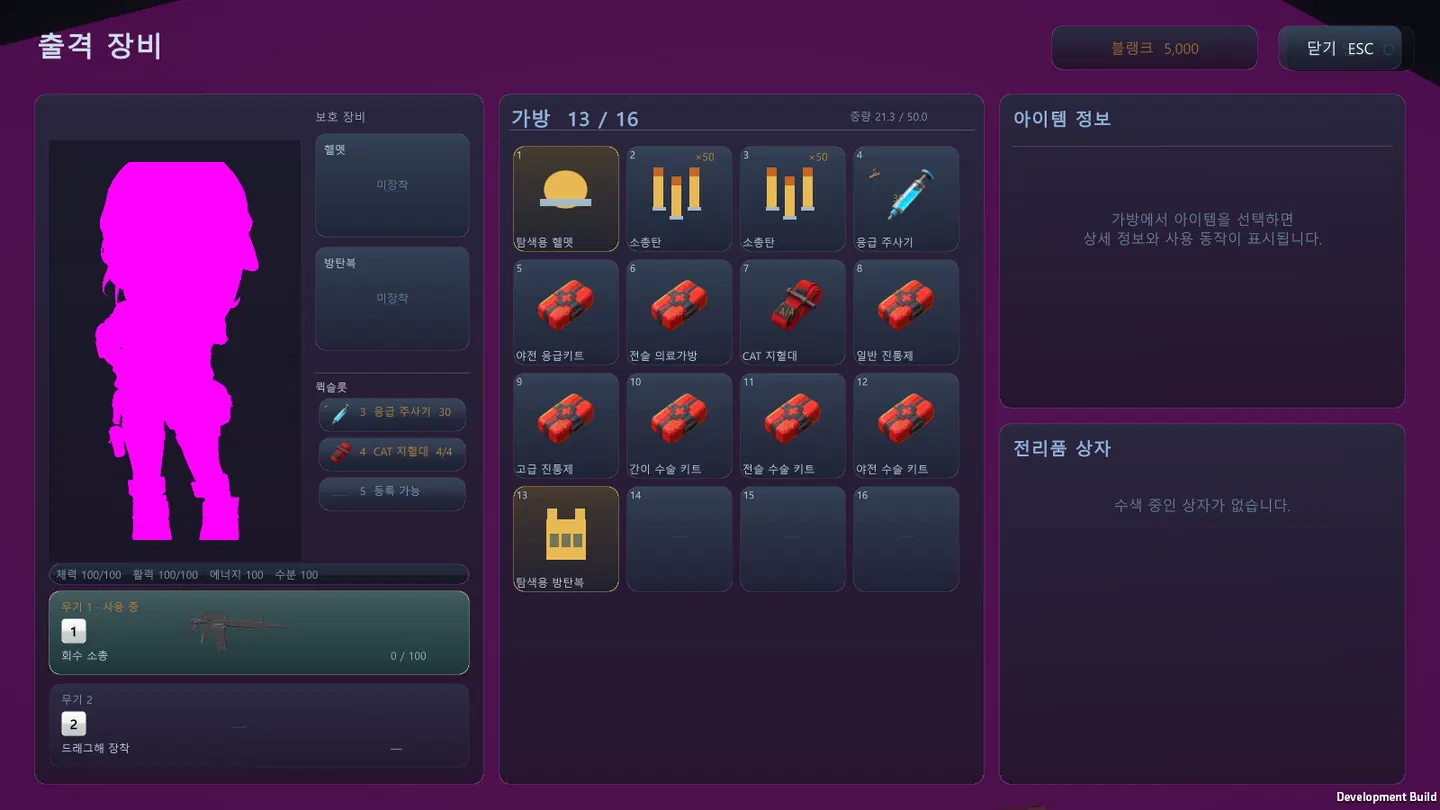 출격 장비
블랭크 5,000
닫기 ESC
보호 장비
헬멧
미장착
방탄복
미장착
퀵슬롯
3 응급 주사기 30
4 CAT 지혈대 4/4
5 등록 가능
체력 100/100 활력 100/100 에너지 100 수분 100
무기 1 · 사용 중
1
회수 소총
0 / 100
무기 2
2
드래그해 장착
—
가방 13 / 16
중량 21.3 / 50.0
1
탐색용 헬멧
2
×50
소총탄
3
×50
소총탄
4
응급 주사기
5
야전 응급키트
6
전술 의료가방
7
4/4
CAT 지혈대
8
일반 진통제
9
고급 진통제
10
간이 수술 키트
11
전술 수술 키트
12
야전 수술 키트
13
탐색용 방탄복
14
15
16
아이템 정보
가방에서 아이템을 선택하면
상세 정보와 사용 동작이 표시됩니다.
전리품 상자
수색 중인 상자가 없습니다.
Development Build